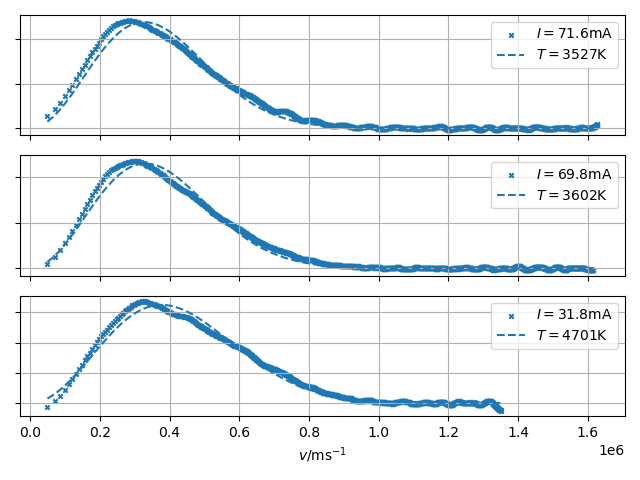 I = 71.6mA
T = 3527K
I = 69.8mA
T = 3602K
I = 31.8mA
T = 4701K
0.0 0.2 0.4 0.6 0.8 1.0 1.2 1.4 1.6
v/ms⁻¹
1e6